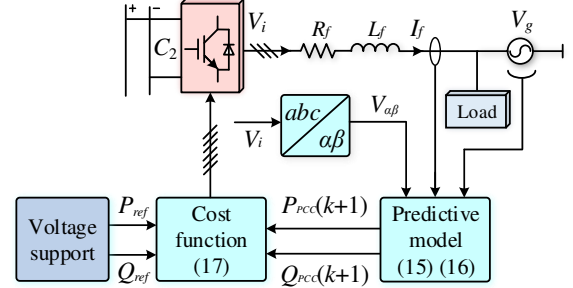 + −
C2
Vi
Rf
Lf
If
Vg
Load
Vi
abc
αβ
Vαβ
Voltage
support
Pref
Qref
Cost
function
(17)
PPCC(k+1)
QPCC(k+1)
Predictive
model
(15) (16)